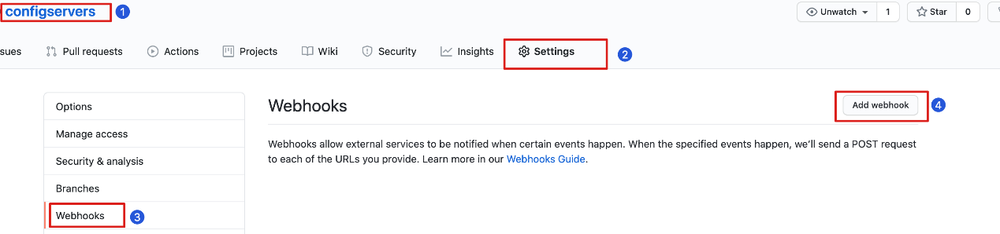 configservers 1
Unwatch 1 Star 0
sues Pull requests Actions Projects Wiki Security Insights Settings 2
Options
Manage access
Security & analysis
Branches
Webhooks 3
Webhooks
Add webhook 4
Webhooks allow external services to be notified when certain events happen. When the specified events happen, we’ll send a POST request
to each of the URLs you provide. Learn more in our Webhooks Guide.